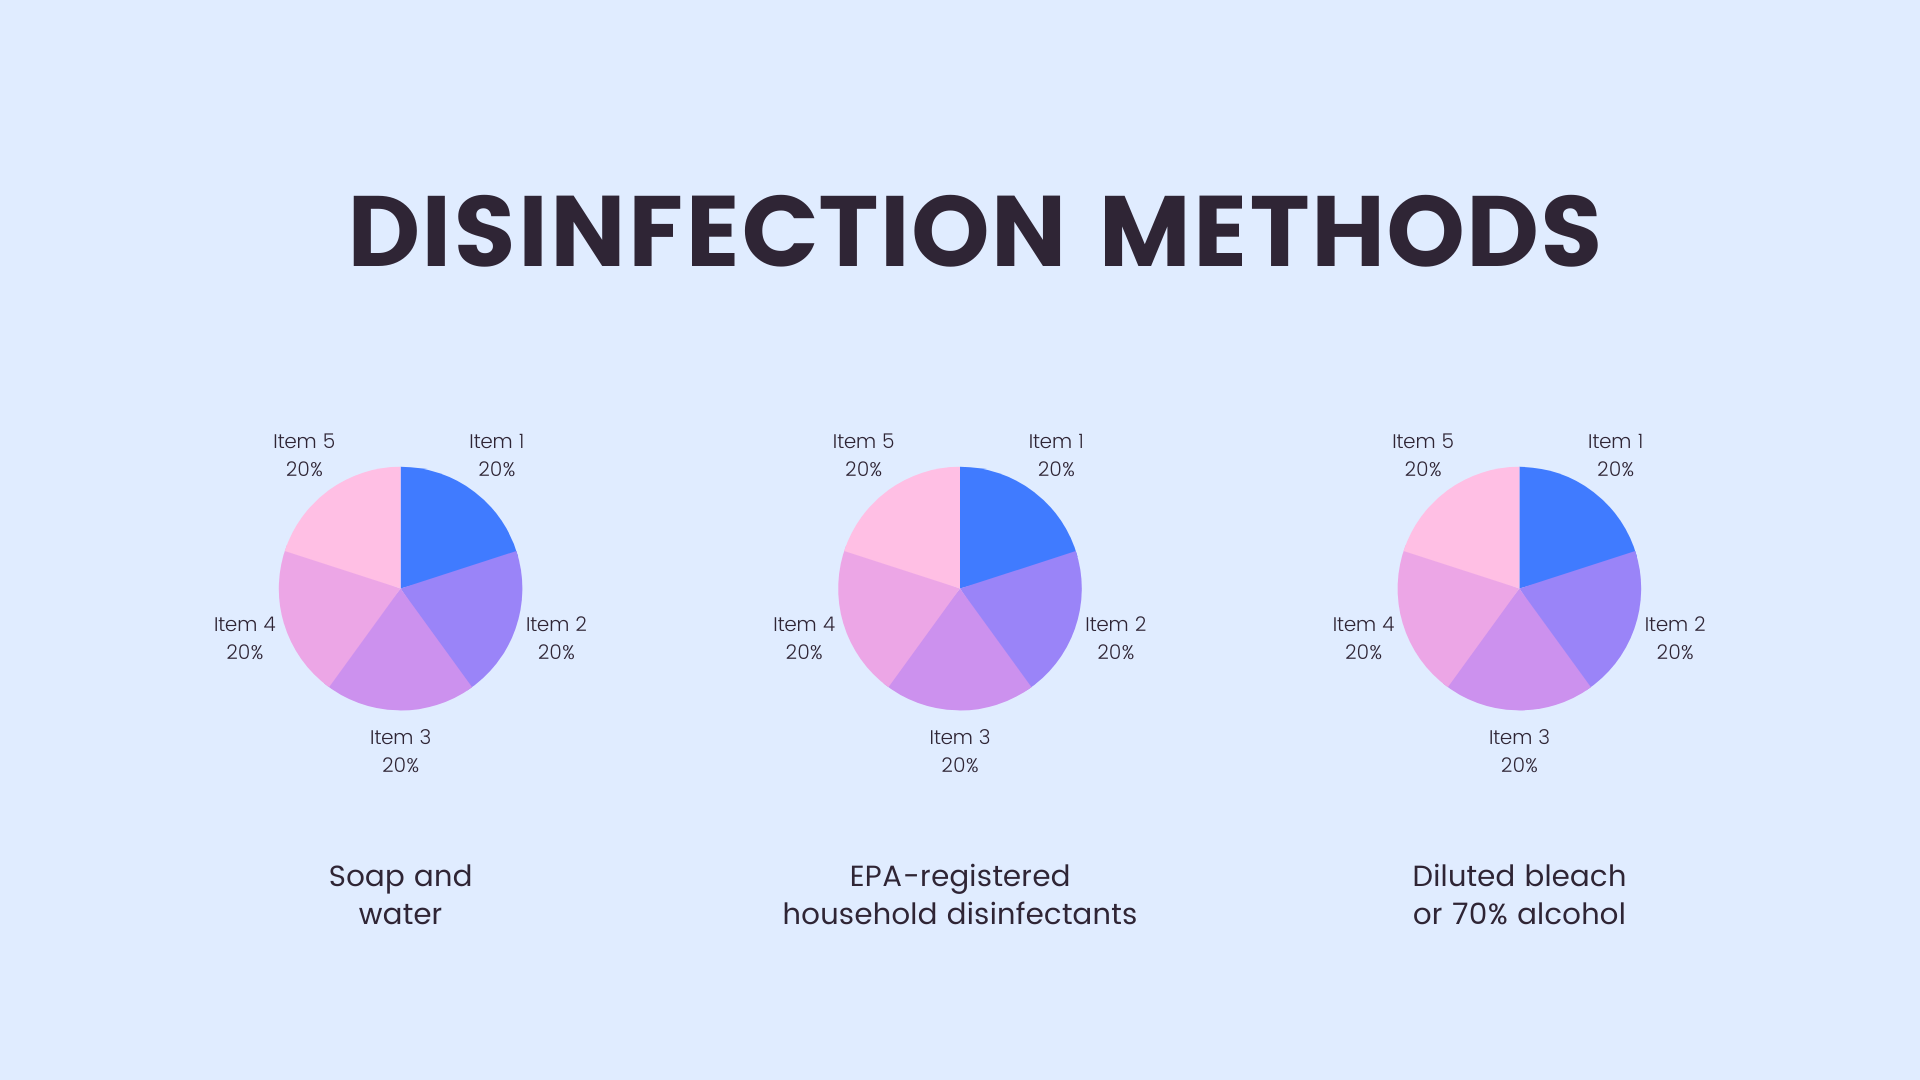 DISINFECTION METHODS
Item 5
20%
Item 1
20%
Item 4
20%
Item 2
20%
Item 3
20%
Soap and
water
Item 5
20%
Item 1
20%
Item 4
20%
Item 2
20%
Item 3
20%
EPA-registered
household disinfectants
Item 5
20%
Item 1
20%
Item 4
20%
Item 2
20%
Item 3
20%
Diluted bleach
or 70% alcohol